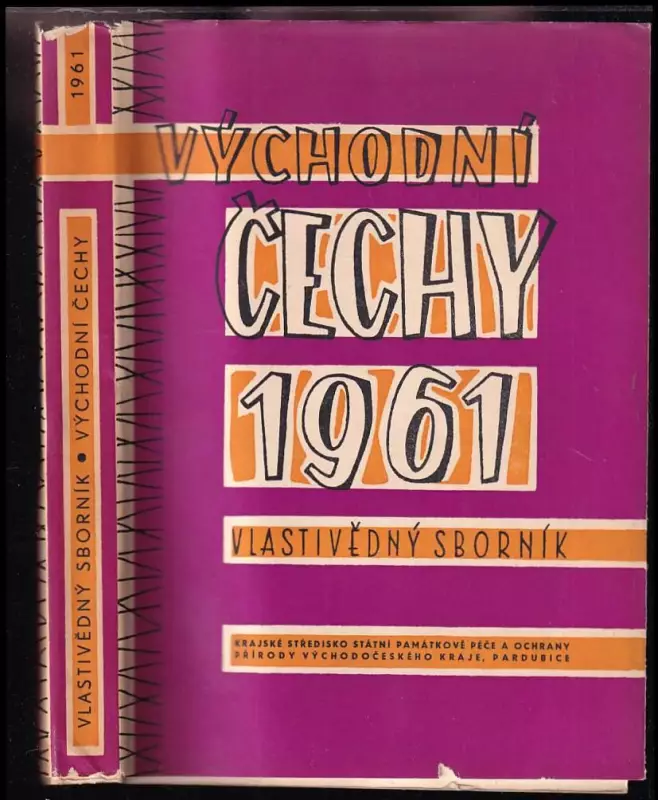 1961
VLASTIVĚDNÝ SBORNÍK • VÝCHODNÍ ČECHY
VÝCHODNÍ
ČECHY
1961
VLASTIVĚDNÝ SBORNÍK
KRAJSKÉ STŘEDISKO STÁTNÍ PAMÁTKOVÉ PÉČE A OCHRANY
PŘÍRODY VÝCHODOČESKÉHO KRAJE, PARDUBICE